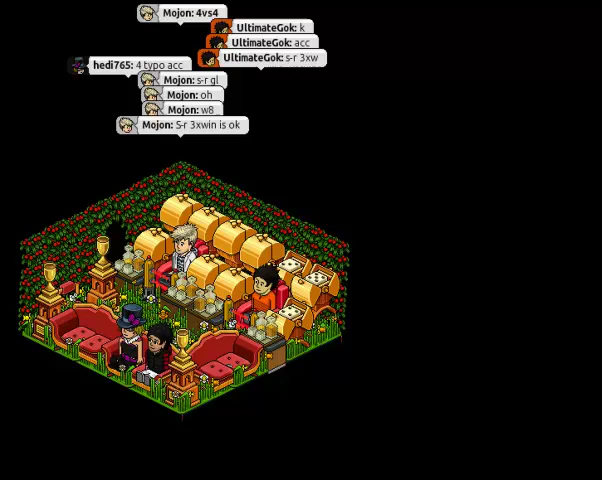 Mojon: 4vs4
UltimateGok: k
UltimateGok: acc
UltimateGok: s-r 3xw
hedi765: 4 typo acc
Mojon: s-r gl
Mojon: oh
Mojon: w8
Mojon: S-r 3xwin is ok